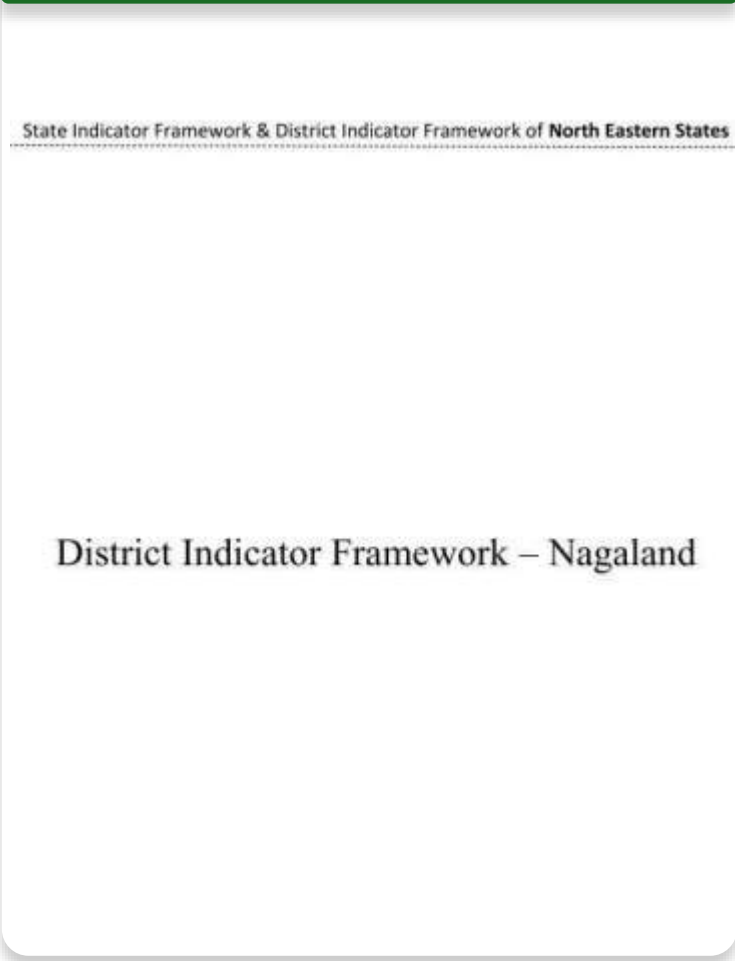 State Indicator Framework & District Indicator Framework of North Eastern States
District Indicator Framework – Nagaland